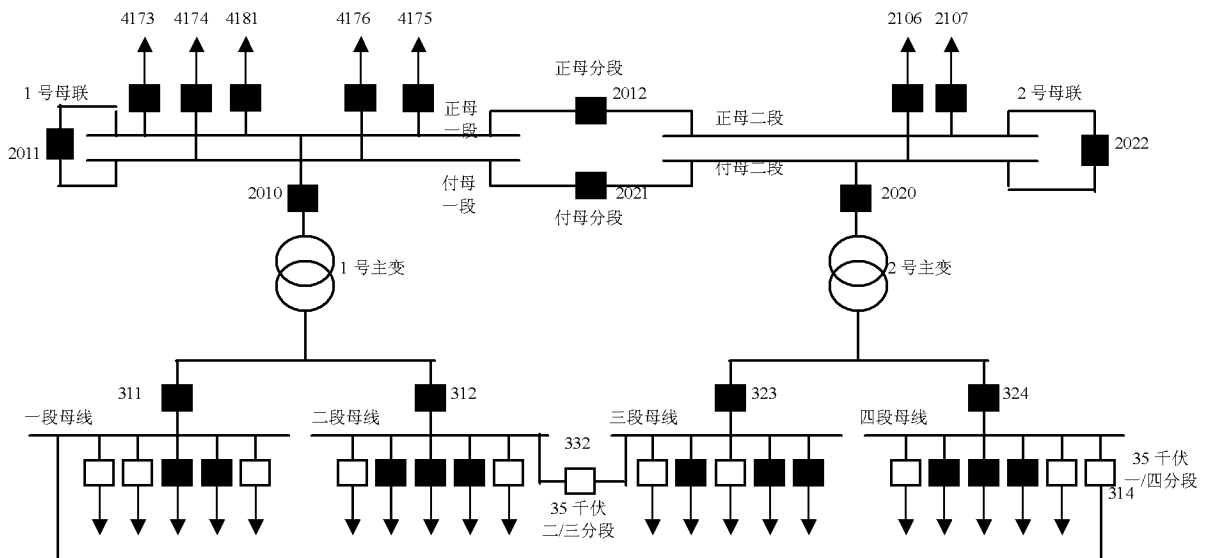 4173
4174
4181
4176
4175
2106
2107
1 号母联
正母分段
2012
2 号母联
正母
一段
正母二段
2011
2022
付母
一段
付母二段
2010
2021
2020
付母分段
1 号主变
2 号主变
311
312
323
324
一段母线
二段母线
三段母线
四段母线
332
35 千伏
一/四分段
314
35 千伏
二/三分段